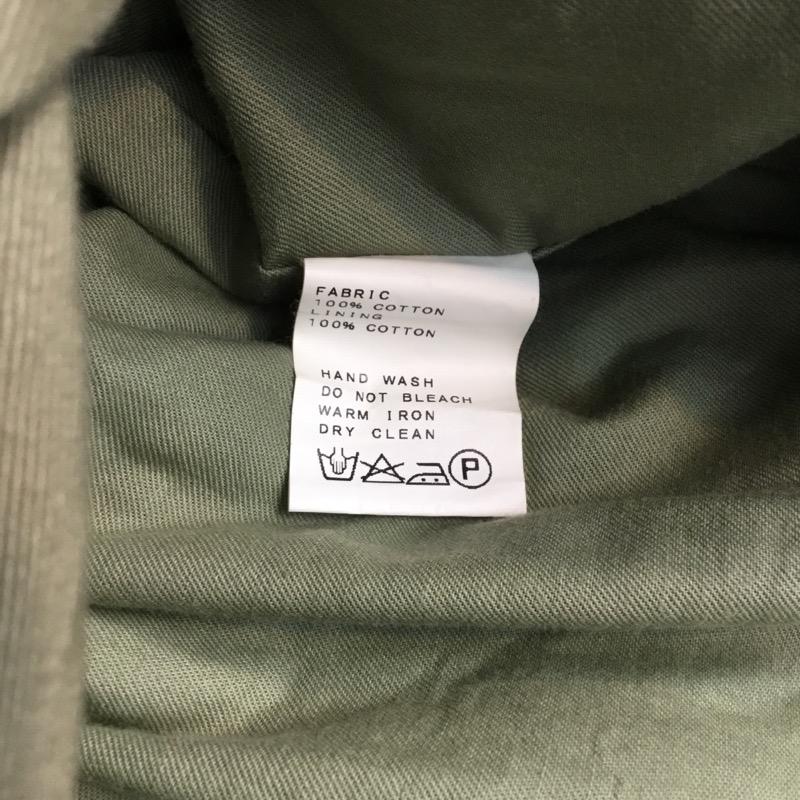 FABRIC
100% COTTON
LINING
100% COTTON
HAND WASH
DO NOT BLEACH
WARM IRON
DRY CLEAN
P